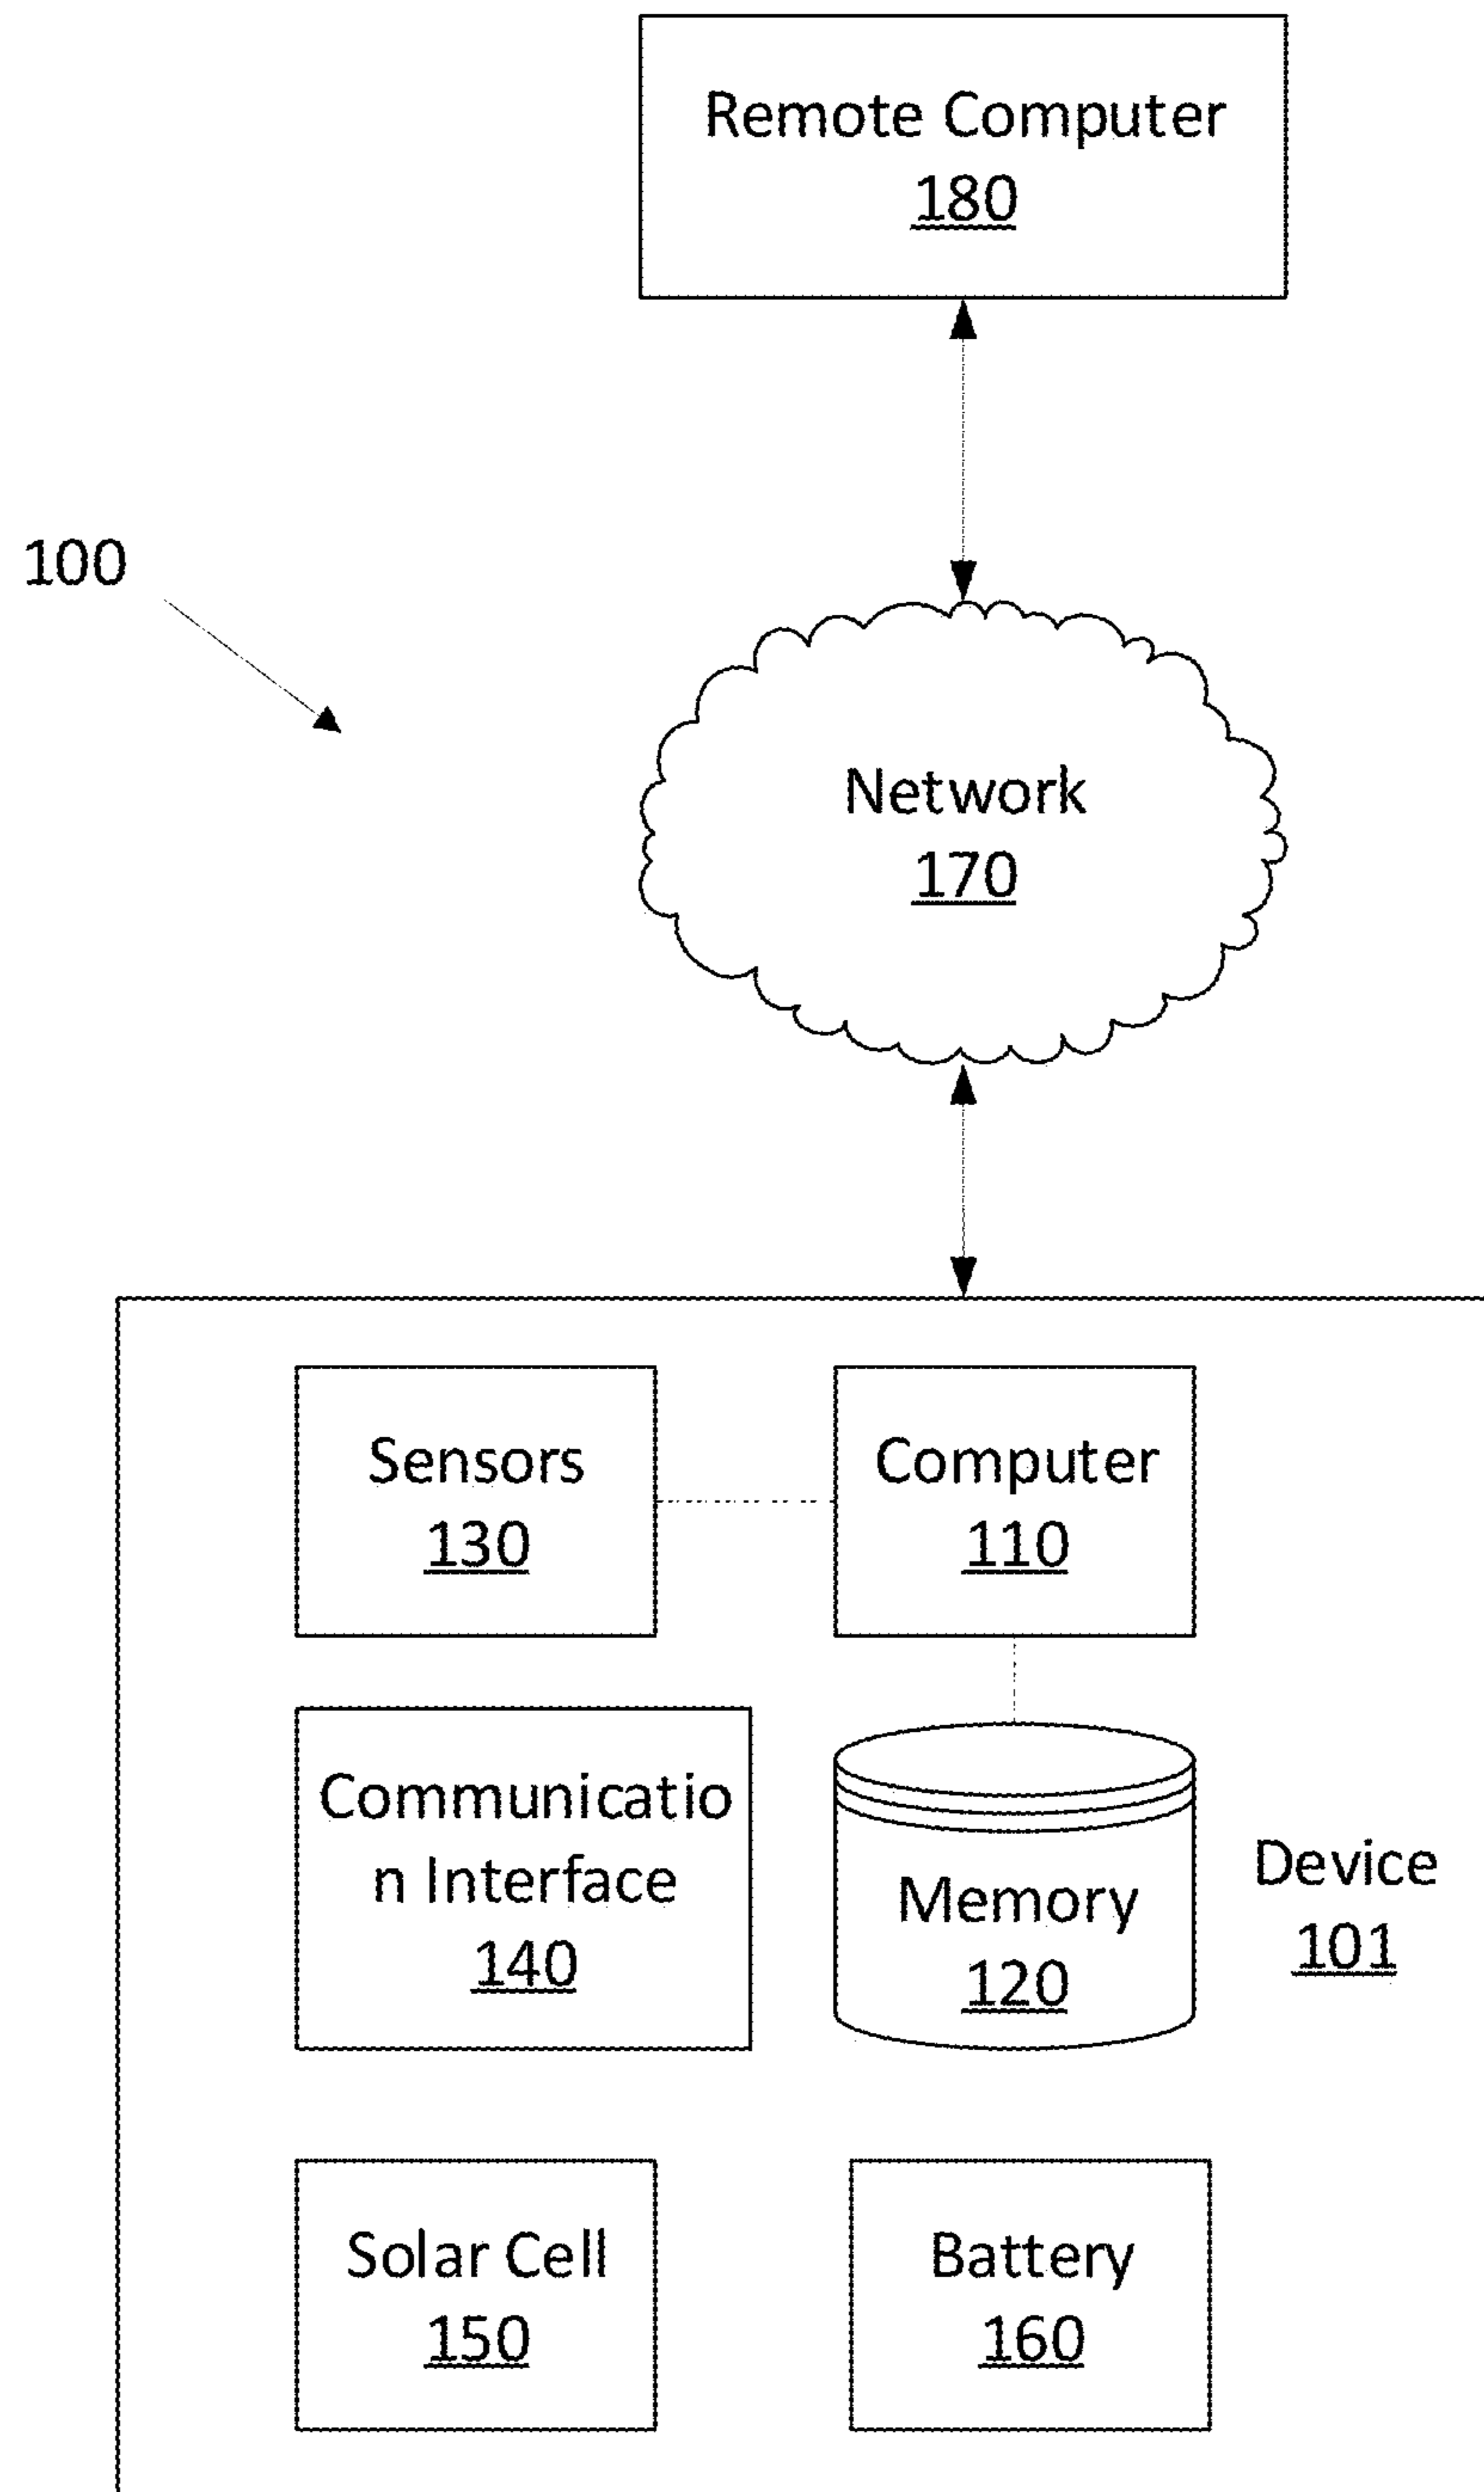 Remote Computer
180
100
Network
170
Sensors
130
Computer
110
Communicatio
n Interface
140
Memory
120
Device
101
Solar Cell
150
Battery
160